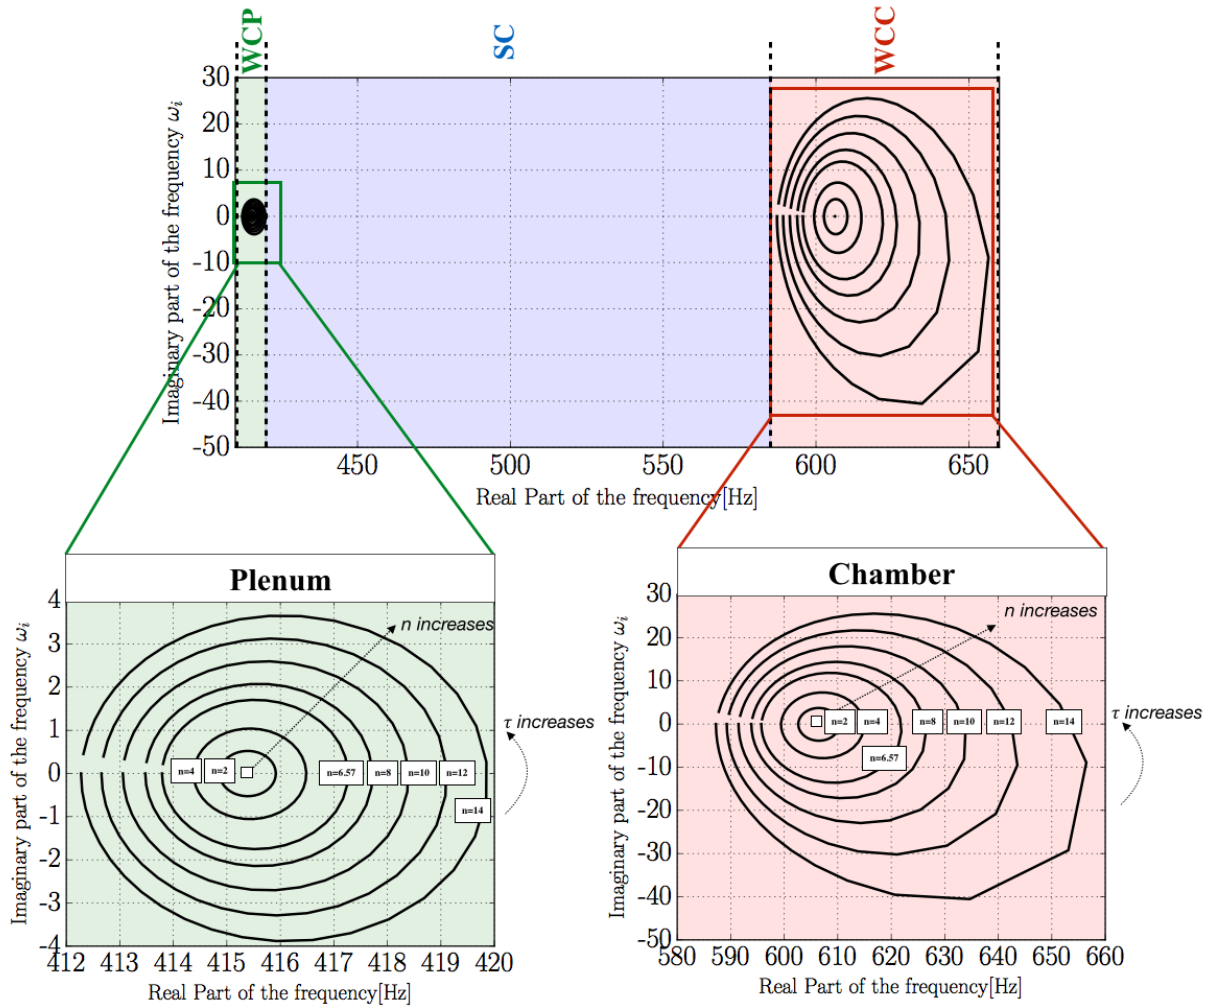 WCP
SC
WCC
30
20
10
0
-10
-20
-30
-40
-50
Imaginary part of the frequency ωi
450
500
550
600
650
Real Part of the frequency[Hz]
Plenum
4
3
2
1
0
-1
-2
-3
-4
Imaginary part of the frequency ωi
n increases
τ increases
n=4
n=2
n=6.57
n=8
n=10
n=12
n=14
412
413
414
415
416
417
418
419
420
Real Part of the frequency[Hz]
Chamber
30
20
10
0
-10
-20
-30
-40
-50
Imaginary part of the frequency ωi
n increases
τ increases
n=2
n=4
n=6.57
n=8
n=10
n=12
n=14
580
590
600
610
620
630
640
650
660
Real Part of the frequency[Hz]